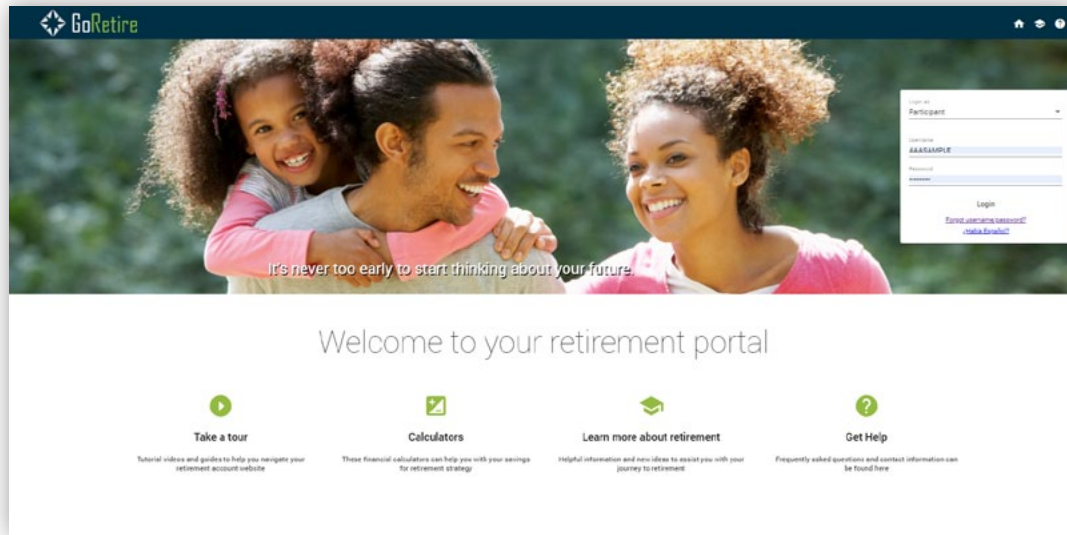 GoRetire
Login as
Participant
Username
AAASAMPLE
Password
Login
Forgot username/password?
¿Habla Español?
It's never too early to start thinking about your future.
Welcome to your retirement portal
Take a tour
Calculators
Learn more about retirement
Get Help
Tutorial videos and guides to help you navigate your
retirement account website
These financial calculators can help you with your savings
for retirement strategy
Helpful information and new ideas to assist you with your
journey to retirement
Frequently asked questions and contact information can
be found here